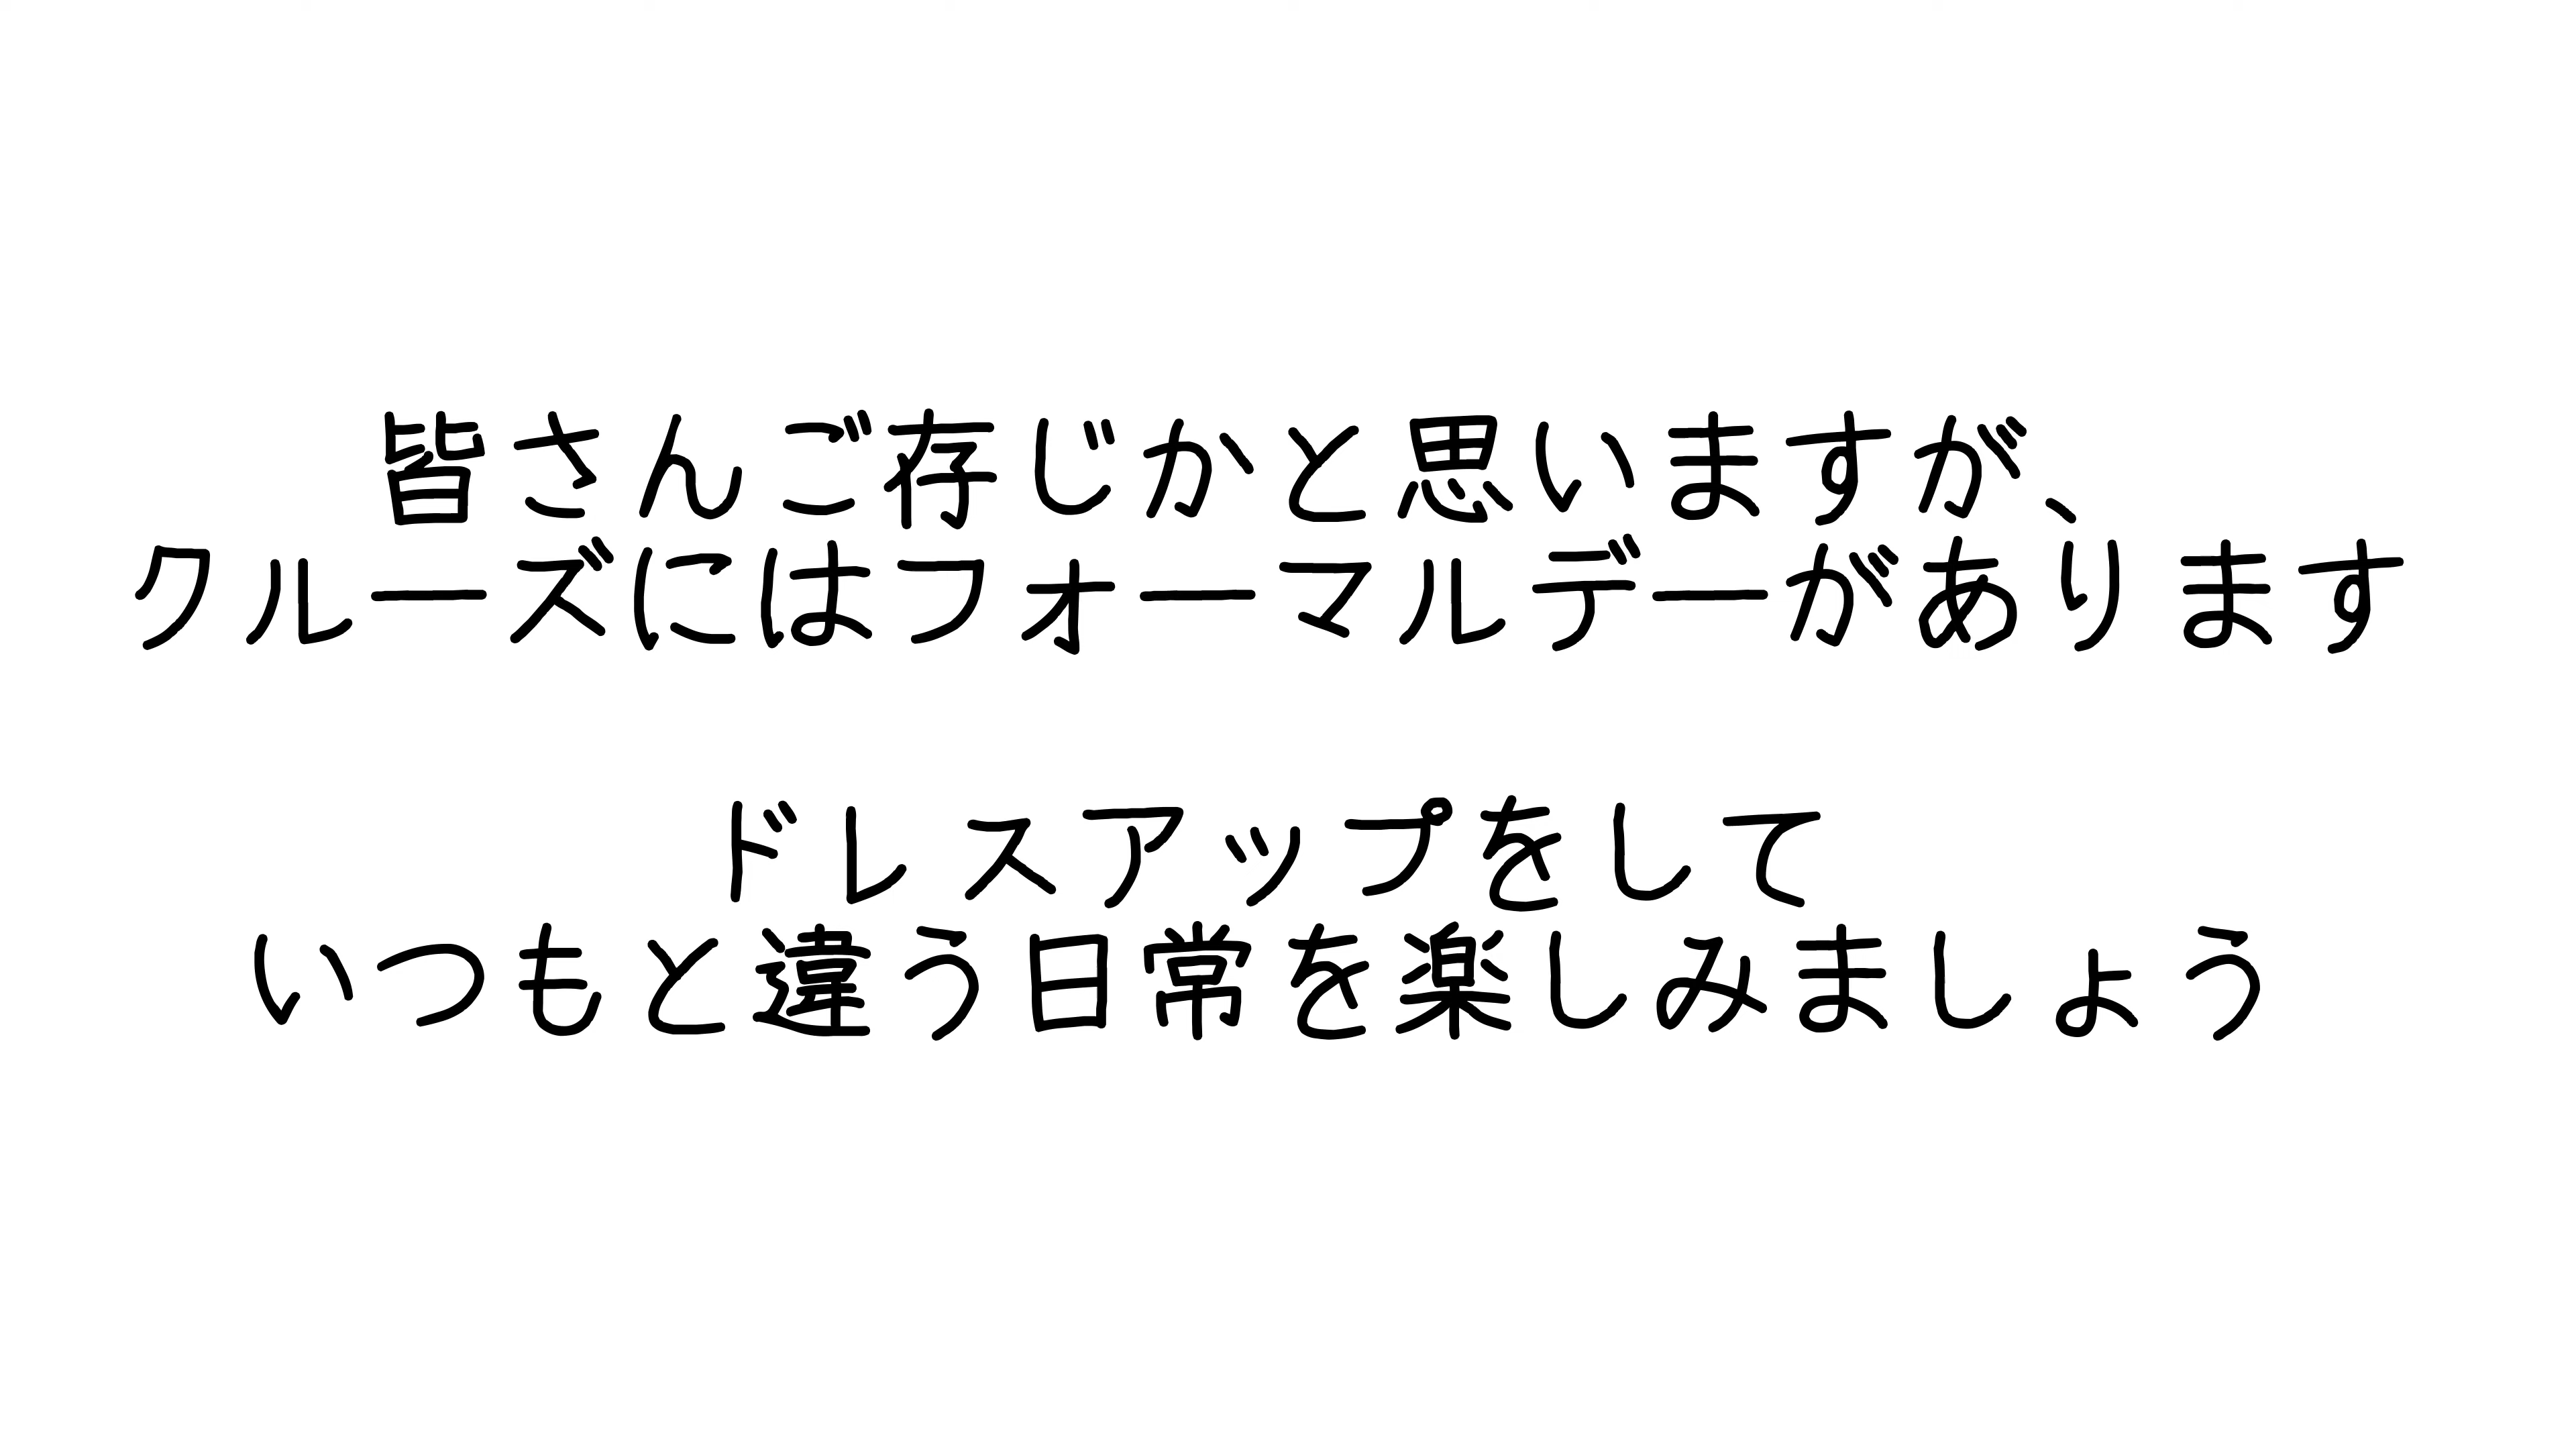 皆さんご存じかと思いますが、
クルーズにはフォーマルデーがあります
ドレスアップをして
いつもと違う日常を楽しみましょう